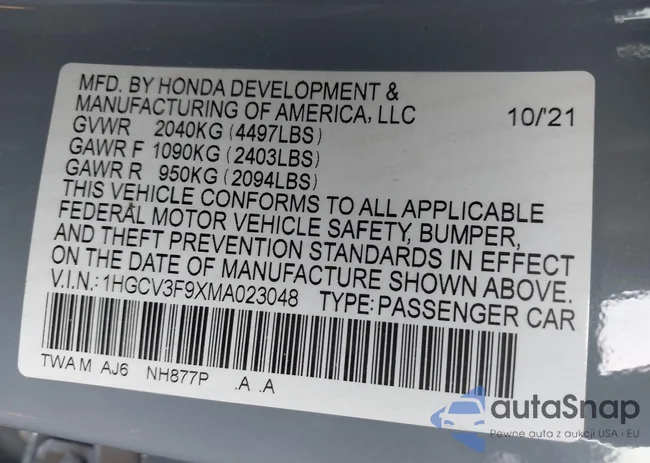 MFD. BY HONDA DEVELOPMENT &
MANUFACTURING OF AMERICA, LLC 10/'21
GVWR 2040KG (4497LBS)
GAWR F 1090KG (2403LBS)
GAWR R 950KG (2094LBS)
THIS VEHICLE CONFORMS TO ALL APPLICABLE
FEDERAL MOTOR VEHICLE SAFETY, BUMPER,
AND THEFT PREVENTION STANDARDS IN EFFECT
ON THE DATE OF MANUFACTURE SHOWN ABOVE.
V.I.N.: 1HGCV3F9XMA023048 TYPE: PASSENGER CAR
TWAM AJ6 NH877P .A .A
autaSnap
Pewne auta z aukcji USA i EU